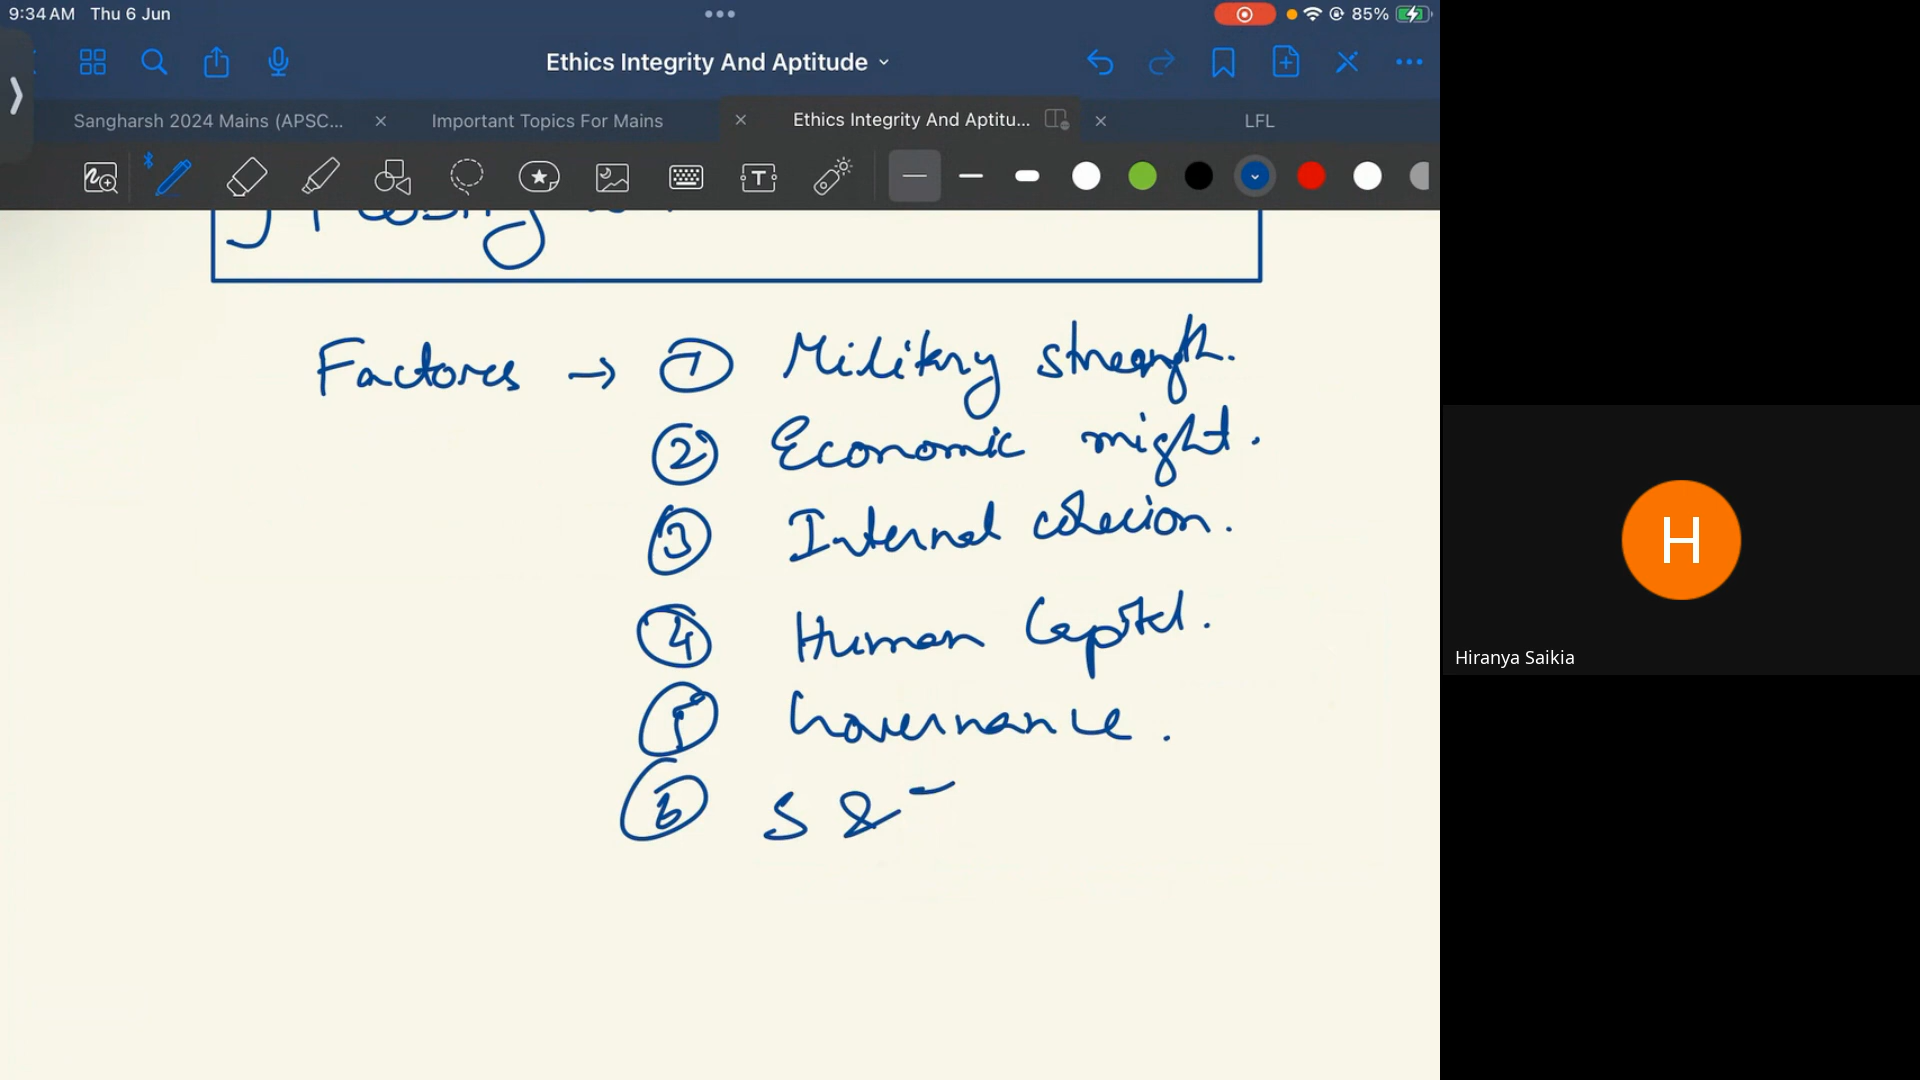 9:34 AM Thu 6 Jun
85%
Ethics Integrity And Aptitude
Sangharsh 2024 Mains (APSC...
Important Topics For Mains
Ethics Integrity And Aptitu...
LFL
Factores → 1 Military strength.
2 Economic might.
3 Internal cohesion.
4 Human Capital.
5 Governance.
6 S &
H
Hiranya Saikia